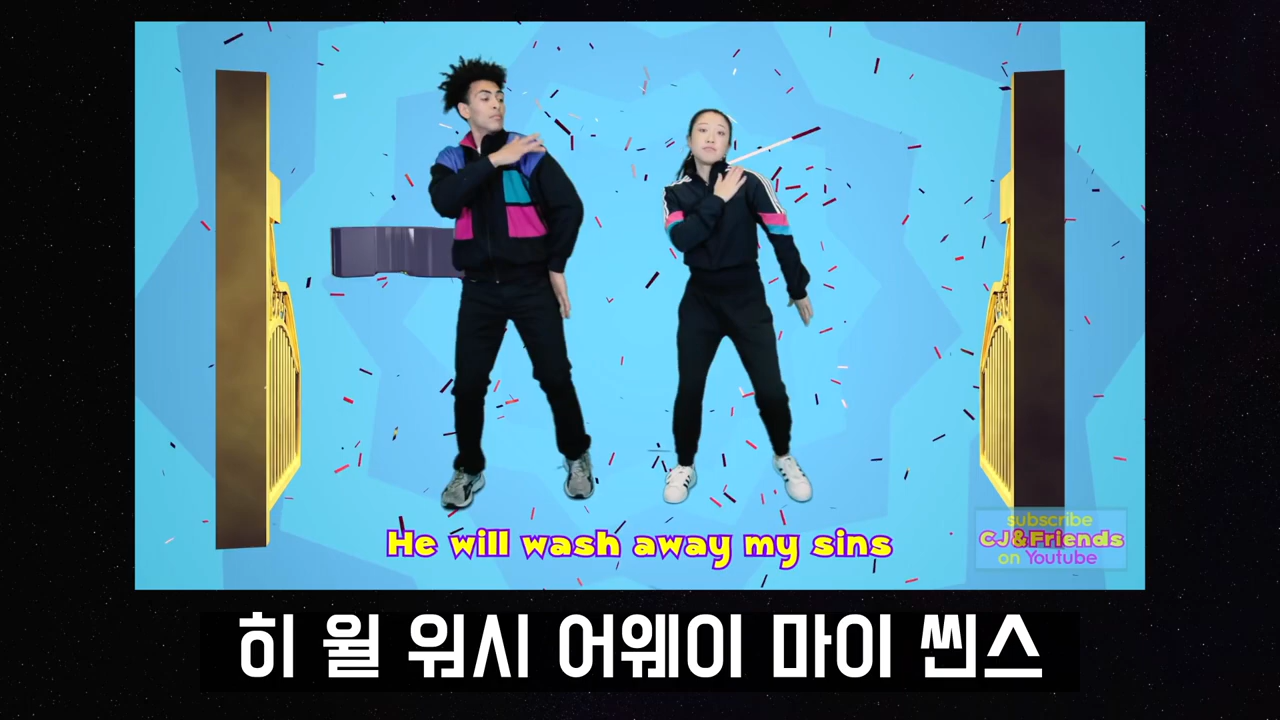 He will wash away my sins
subscribe
CJ&Friends
on Youtube
히 윌 워시 어웨이 마이 씬스